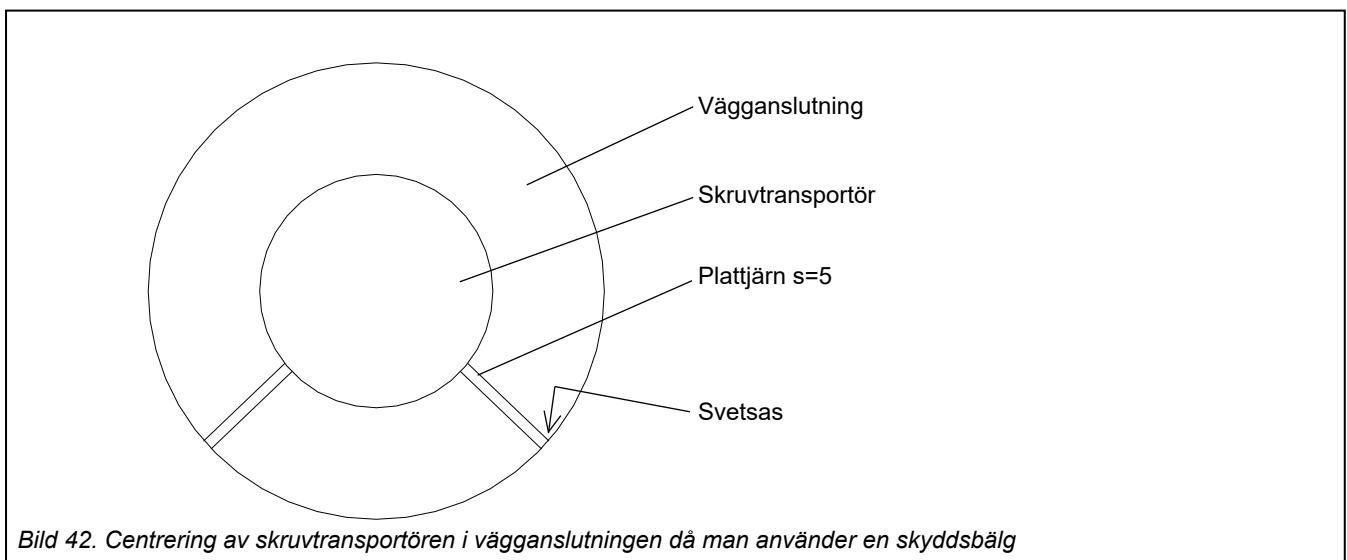 Vägganslutning
Skruvtransportör
Plattjärn s=5
Svetsas
Bild 42. Centrering av skruvtransportören i vägganslutningen då man använder en skyddsbälg